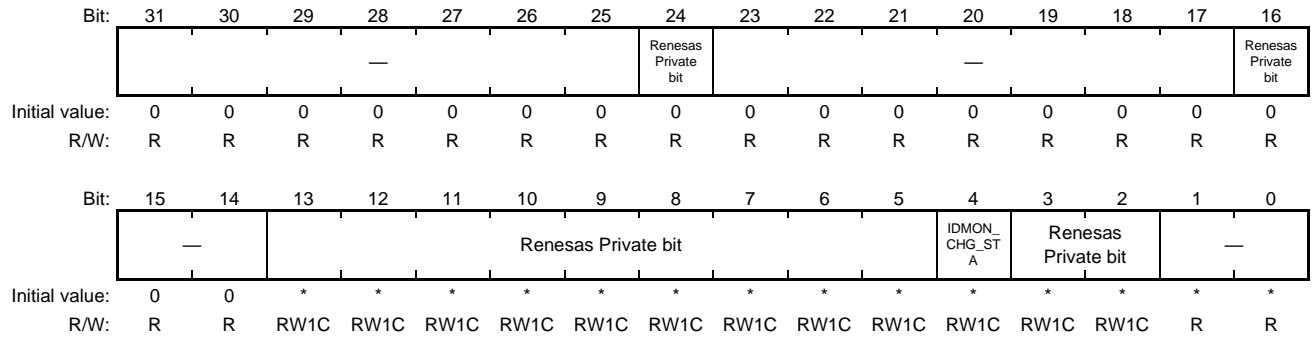 Bit: 31 30 29 28 27 26 25 24 23 22 21 20 19 18 17 16
— Renesas Private bit — Renesas Private bit
Initial value: 0 0 0 0 0 0 0 0 0 0 0 0 0 0 0 0
R/W: R R R R R R R R R R R R R R R R
Bit: 15 14 13 12 11 10 9 8 7 6 5 4 3 2 1 0
— Renesas Private bit IDMON_CHG_STA Renesas Private bit —
Initial value: 0 0 * * * * * * * * * * * * * *
R/W: R R RW1C RW1C RW1C RW1C RW1C RW1C RW1C RW1C RW1C RW1C RW1C RW1C R R